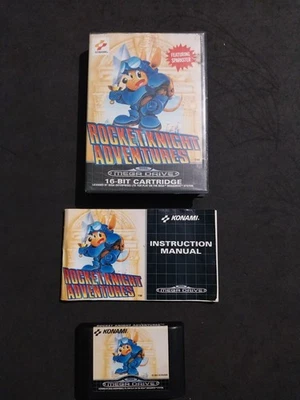 KONAMI
FEATURING
SPARKSTER
ROCKET KNIGHT
ADVENTURES
MEGA DRIVE
16-BIT CARTRIDGE
KONAMI
INSTRUCTION
MANUAL
ROCKET KNIGHT
ADVENTURES
MEGA DRIVE
KONAMI
MEGA DRIVE